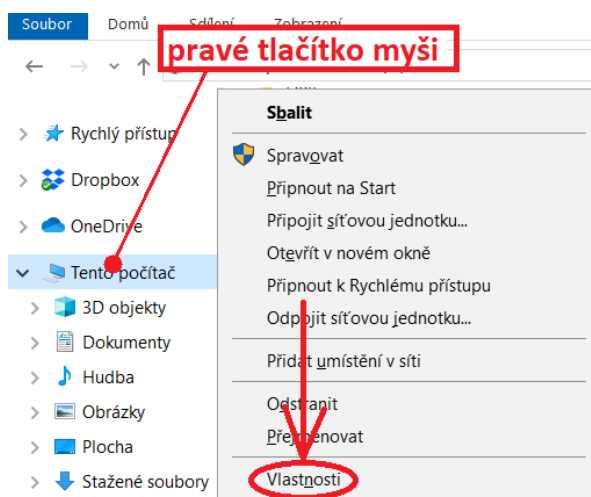 Soubor Domů Sdílení Zobrazení
pravé tlačítko myši
Rychlý přístup
Dropbox
OneDrive
Tento počítač
3D objekty
Dokumenty
Hudba
Obrázky
Plocha
Stažené soubory
Sbalit
Spravovat
Připnout na Start
Připojit síťovou jednotku...
Otevřít v novém okně
Připnout k Rychlému přístupu
Odpojit síťovou jednotku...
Přidat umístění v síti
Odstranit
Přejmenovat
Vlastnosti